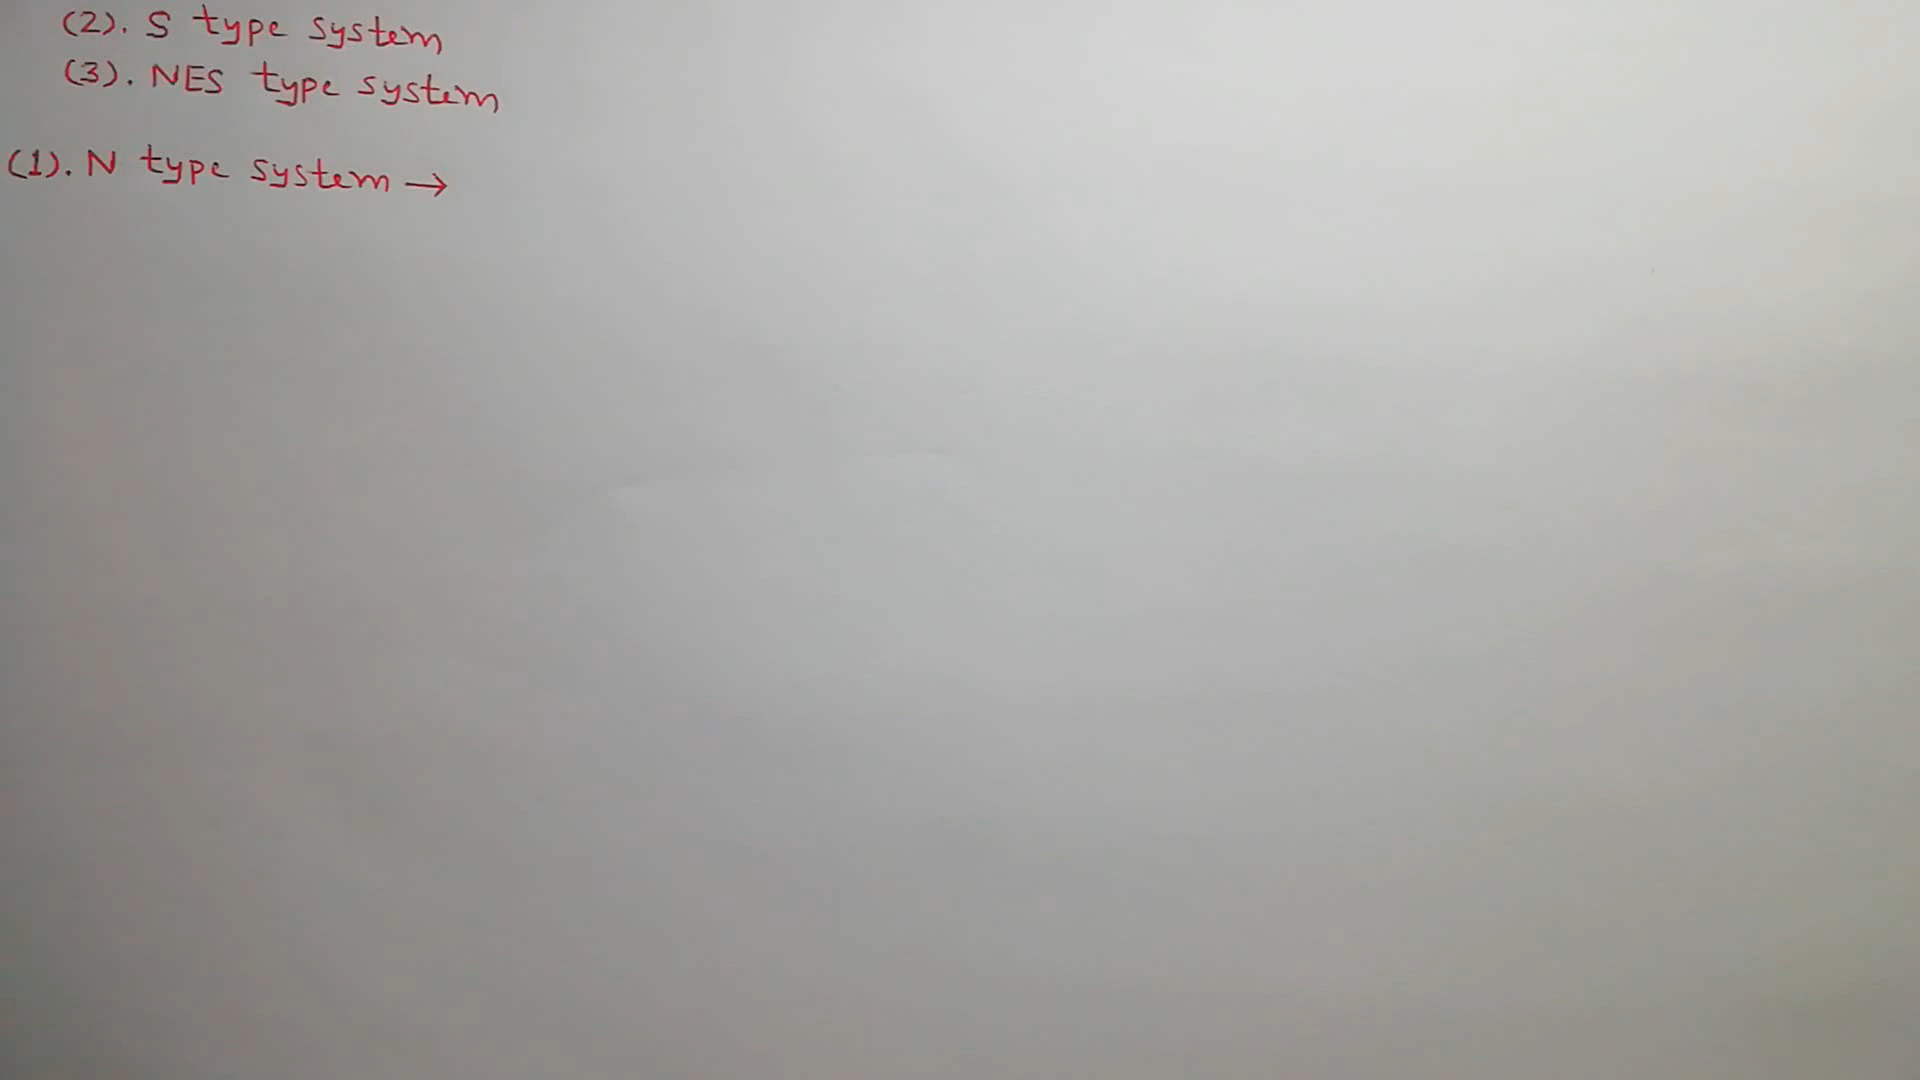 (2). S type system
(3). NES type system
(1). N type system →